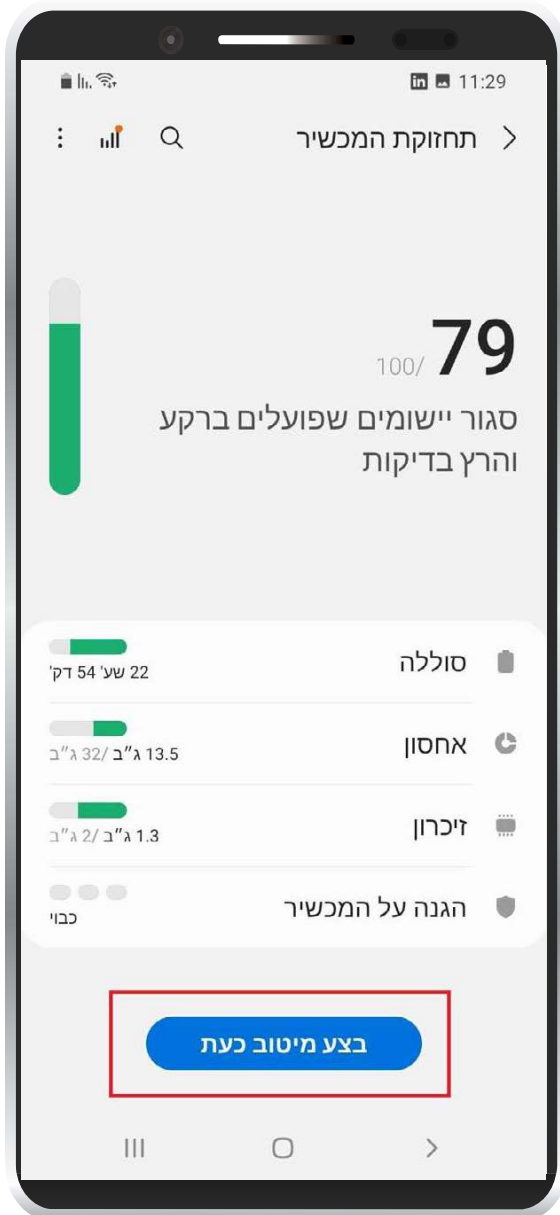 11:29
תחזוקת המכשיר
79 /100
סגור יישומים שפועלים ברקע
והרץ בדיקות
סוללה
22 שע' 54 דק'
אחסון
13.5 ג״ב /32 ג״ב
זיכרון
1.3 ג״ב /2 ג״ב
הגנה על המכשיר
כבוי
בצע מיטוב כעת